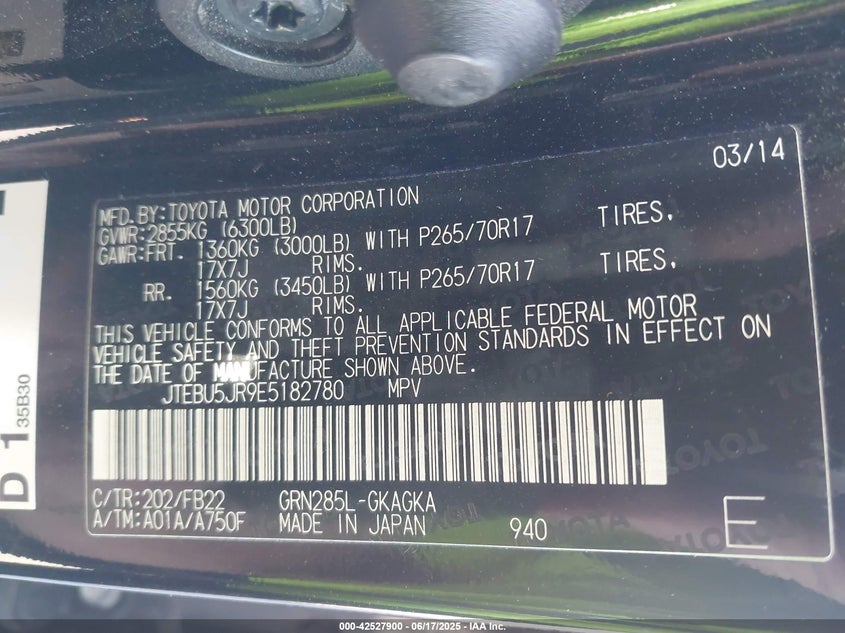 03/14
MFD.BY:TOYOTA MOTOR CORPORATION
GVWR:2855KG (6300LB)
GAWR:FRT. 1360KG (3000LB) WITH P265/70R17 TIRES,
17X7J RIMS.
RR. 1560KG (3450LB) WITH P265/70R17 TIRES,
17X7J RIMS.
THIS VEHICLE CONFORMS TO ALL APPLICABLE FEDERAL MOTOR
VEHICLE SAFETY AND THEFT PREVENTION STANDARDS IN EFFECT ON
THE DATE OF MANUFACTURE SHOWN ABOVE.
JTEBU5JR9E5182780 MPV
C/TR:202/FB22 GRN285L-GKAGKA
A/TM:A01A/A750F MADE IN JAPAN 940 E
D 1
35B30
000-42527900 - 06/17/2025 - IAA Inc.